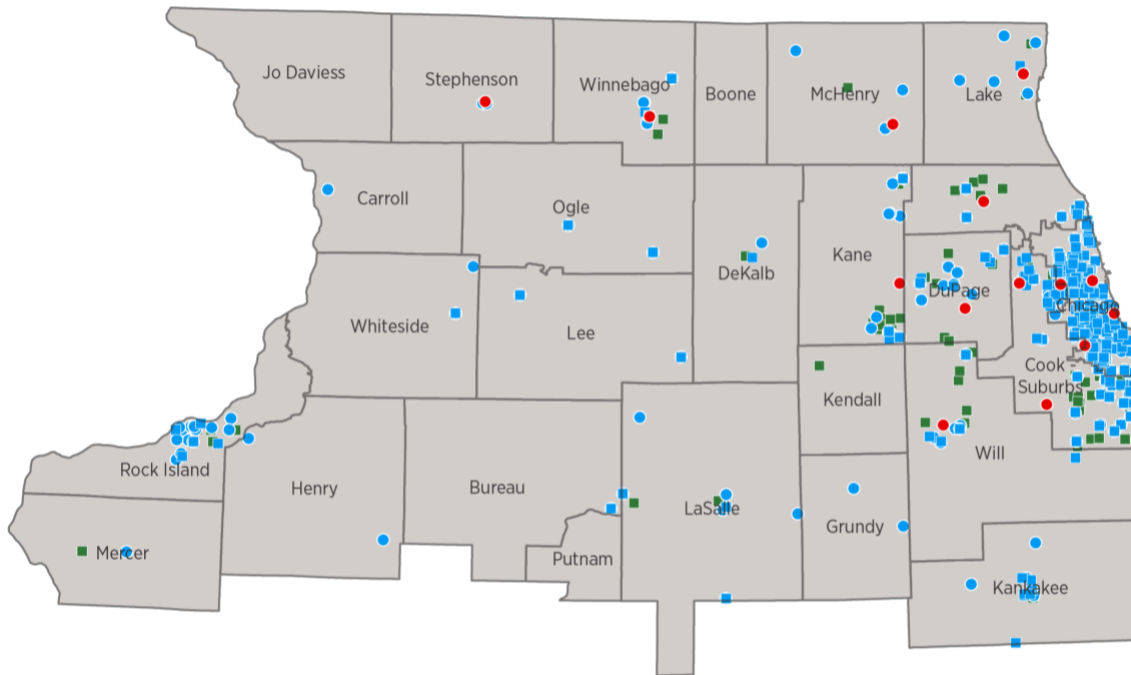 Jo Daviess
Stephenson
Winnebago
Boone
McHenry
Lake
Carroll
Ogle
DeKalb
Kane
DuPage
Chicago
Whiteside
Lee
Cook -
Suburbs
Kendall
Rock Island
Henry
Bureau
LaSalle
Grundy
Will
Mercer
Putnam
Kankakee